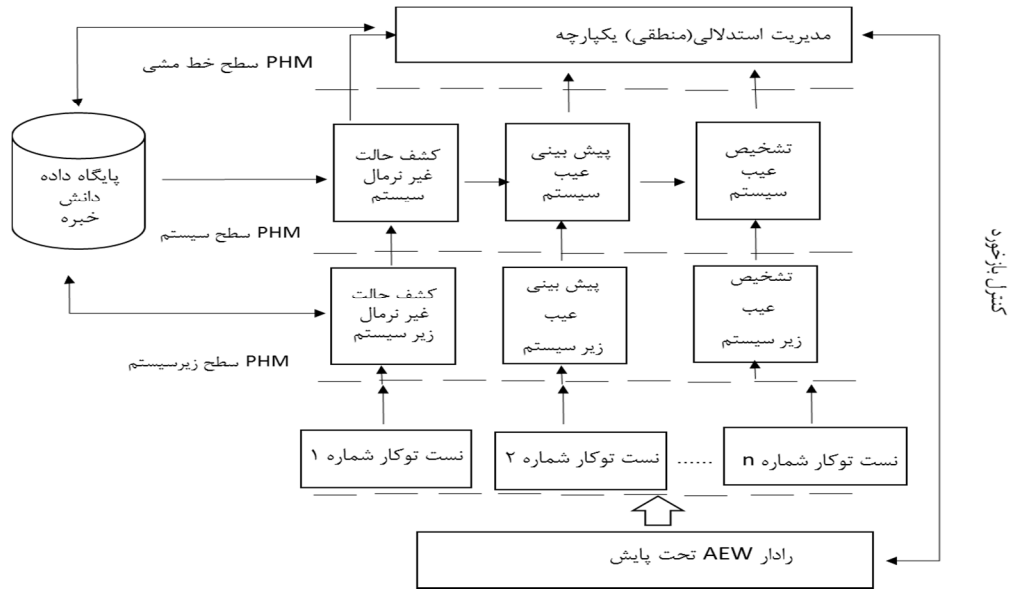 مدیریت استدلالی(منطقی) یکپارچه
PHM سطح خط مشی
تشخیص
عیب
سیستم
پیش بینی
عیب
سیستم
کشف حالت
غیر نرمال
سیستم
پایگاه داده
دانش
خبره
PHM سطح سیستم
تشخیص
عیب
زیر سیستم
پیش بینی
عیب
زیر سیستم
کشف حالت
غیر نرمال
زیر سیستم
کنترل بازخورد
PHM سطح زیرسیستم
نست توکار شماره ۱
نست توکار شماره ۲
......
نست توکار شماره n
رادار AEW تحت پایش